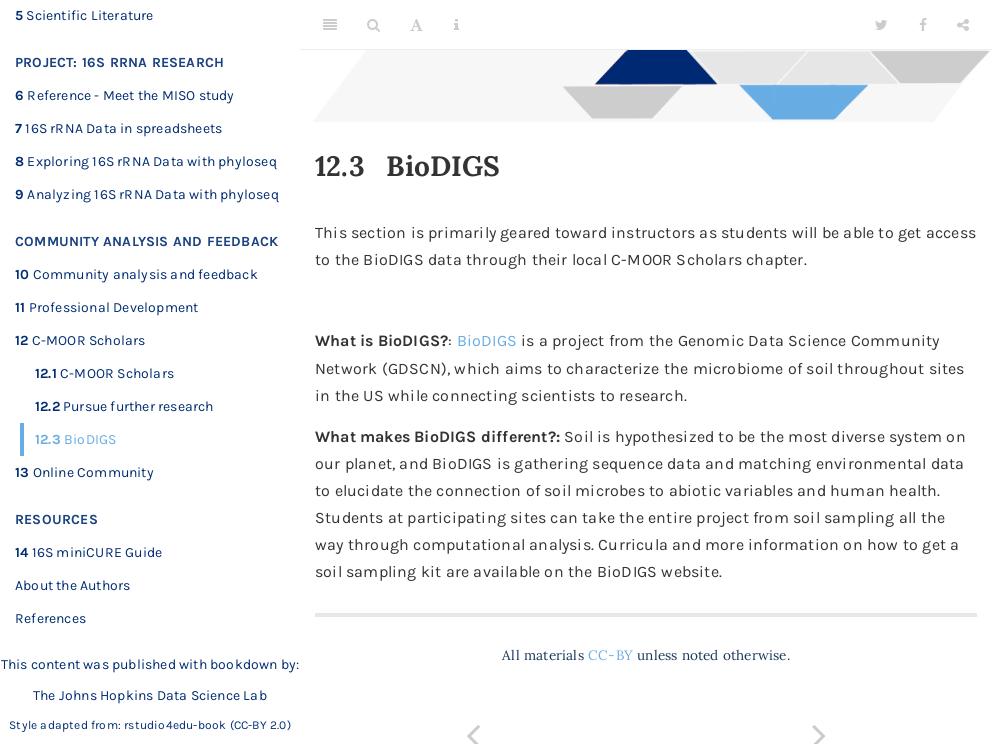 5 Scientific Literature
PROJECT: 16S RRNA RESEARCH
6 Reference - Meet the MISO study
7 16S rRNA Data in spreadsheets
8 Exploring 16S rRNA Data with phyloseq
9 Analyzing 16S rRNA Data with phyloseq
COMMUNITY ANALYSIS AND FEEDBACK
10 Community analysis and feedback
11 Professional Development
12 C-MOOR Scholars
12.1 C-MOOR Scholars
12.2 Pursue further research
12.3 BioDIGS
13 Online Community
RESOURCES
14 16S miniCURE Guide
About the Authors
References
This content was published with bookdown by:
The Johns Hopkins Data Science Lab
Style adapted from: rstudio4edu-book (CC-BY 2.0)
12.3 BioDIGS
This section is primarily geared toward instructors as students will be able to get access
to the BioDIGS data through their local C-MOOR Scholars chapter.
What is BioDIGS?: BioDIGS is a project from the Genomic Data Science Community
Network (GDSCN), which aims to characterize the microbiome of soil throughout sites
in the US while connecting scientists to research.
What makes BioDIGS different?: Soil is hypothesized to be the most diverse system on
our planet, and BioDIGS is gathering sequence data and matching environmental data
to elucidate the connection of soil microbes to abiotic variables and human health.
Students at participating sites can take the entire project from soil sampling all the
way through computational analysis. Curricula and more information on how to get a
soil sampling kit are available on the BioDIGS website.
All materials CC-BY unless noted otherwise.